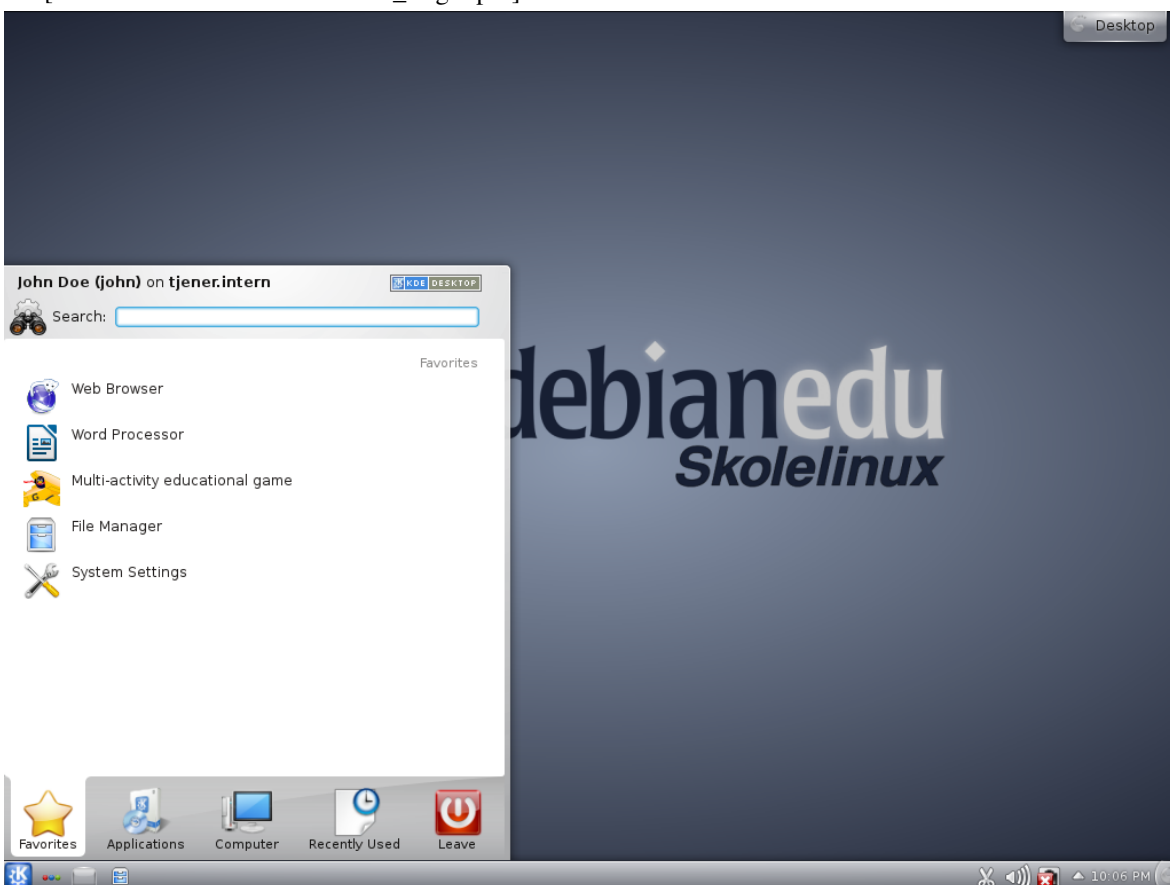 Desktop
John Doe (john) on tjener.intern
KDE DESKTOP
Search:
Favorites
Web Browser
Word Processor
Multi-activity educational game
File Manager
System Settings
debianedu
Skolelinux
Favorites
Applications
Computer
Recently Used
Leave
10:06 PM